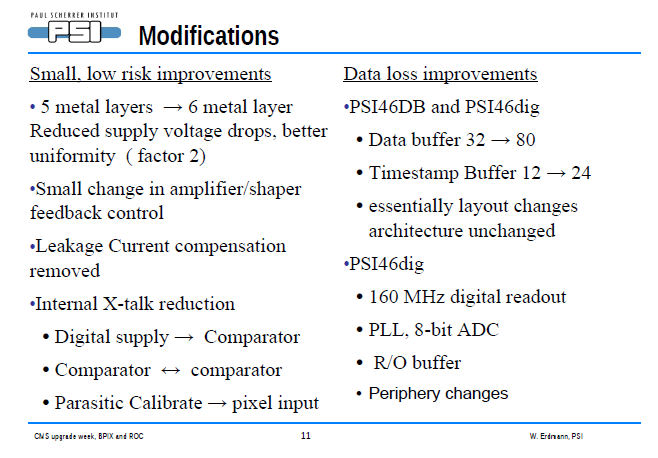 PAUL SCHERRER INSTITUT
PSI
Modifications
Small, low risk improvements
• 5 metal layers → 6 metal layer
Reduced supply voltage drops, better
uniformity ( factor 2)
•Small change in amplifier/shaper
feedback control
•Leakage Current compensation
removed
•Internal X-talk reduction
• Digital supply → Comparator
• Comparator ↔ comparator
• Parasitic Calibrate → pixel input
Data loss improvements
•PSI46DB and PSI46dig
• Data buffer 32 → 80
• Timestamp Buffer 12 → 24
• essentially layout changes
architecture unchanged
•PSI46dig
• 160 MHz digital readout
• PLL, 8-bit ADC
• R/O buffer
• Periphery changes
CMS upgrade week, BPIX and ROC
11
W. Erdmann, PSI